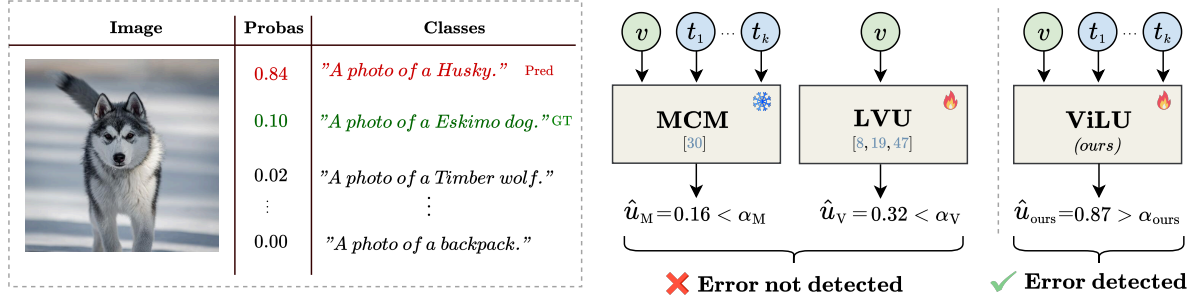 Image Probas Classes
0.84 "A photo of a Husky." Pred
0.10 "A photo of a Eskimo dog." GT
0.02 "A photo of a Timber wolf."
⋮ ⋮
0.00 "A photo of a backpack."
v t₁ ... tₖ
MCM
[30]
û_M = 0.16 < α_M
v
LVU
[8, 19, 47]
û_V = 0.32 < α_V
Error not detected
v t₁ ... tₖ
ViLU
(ours)
û_ours = 0.87 > α_ours
Error detected